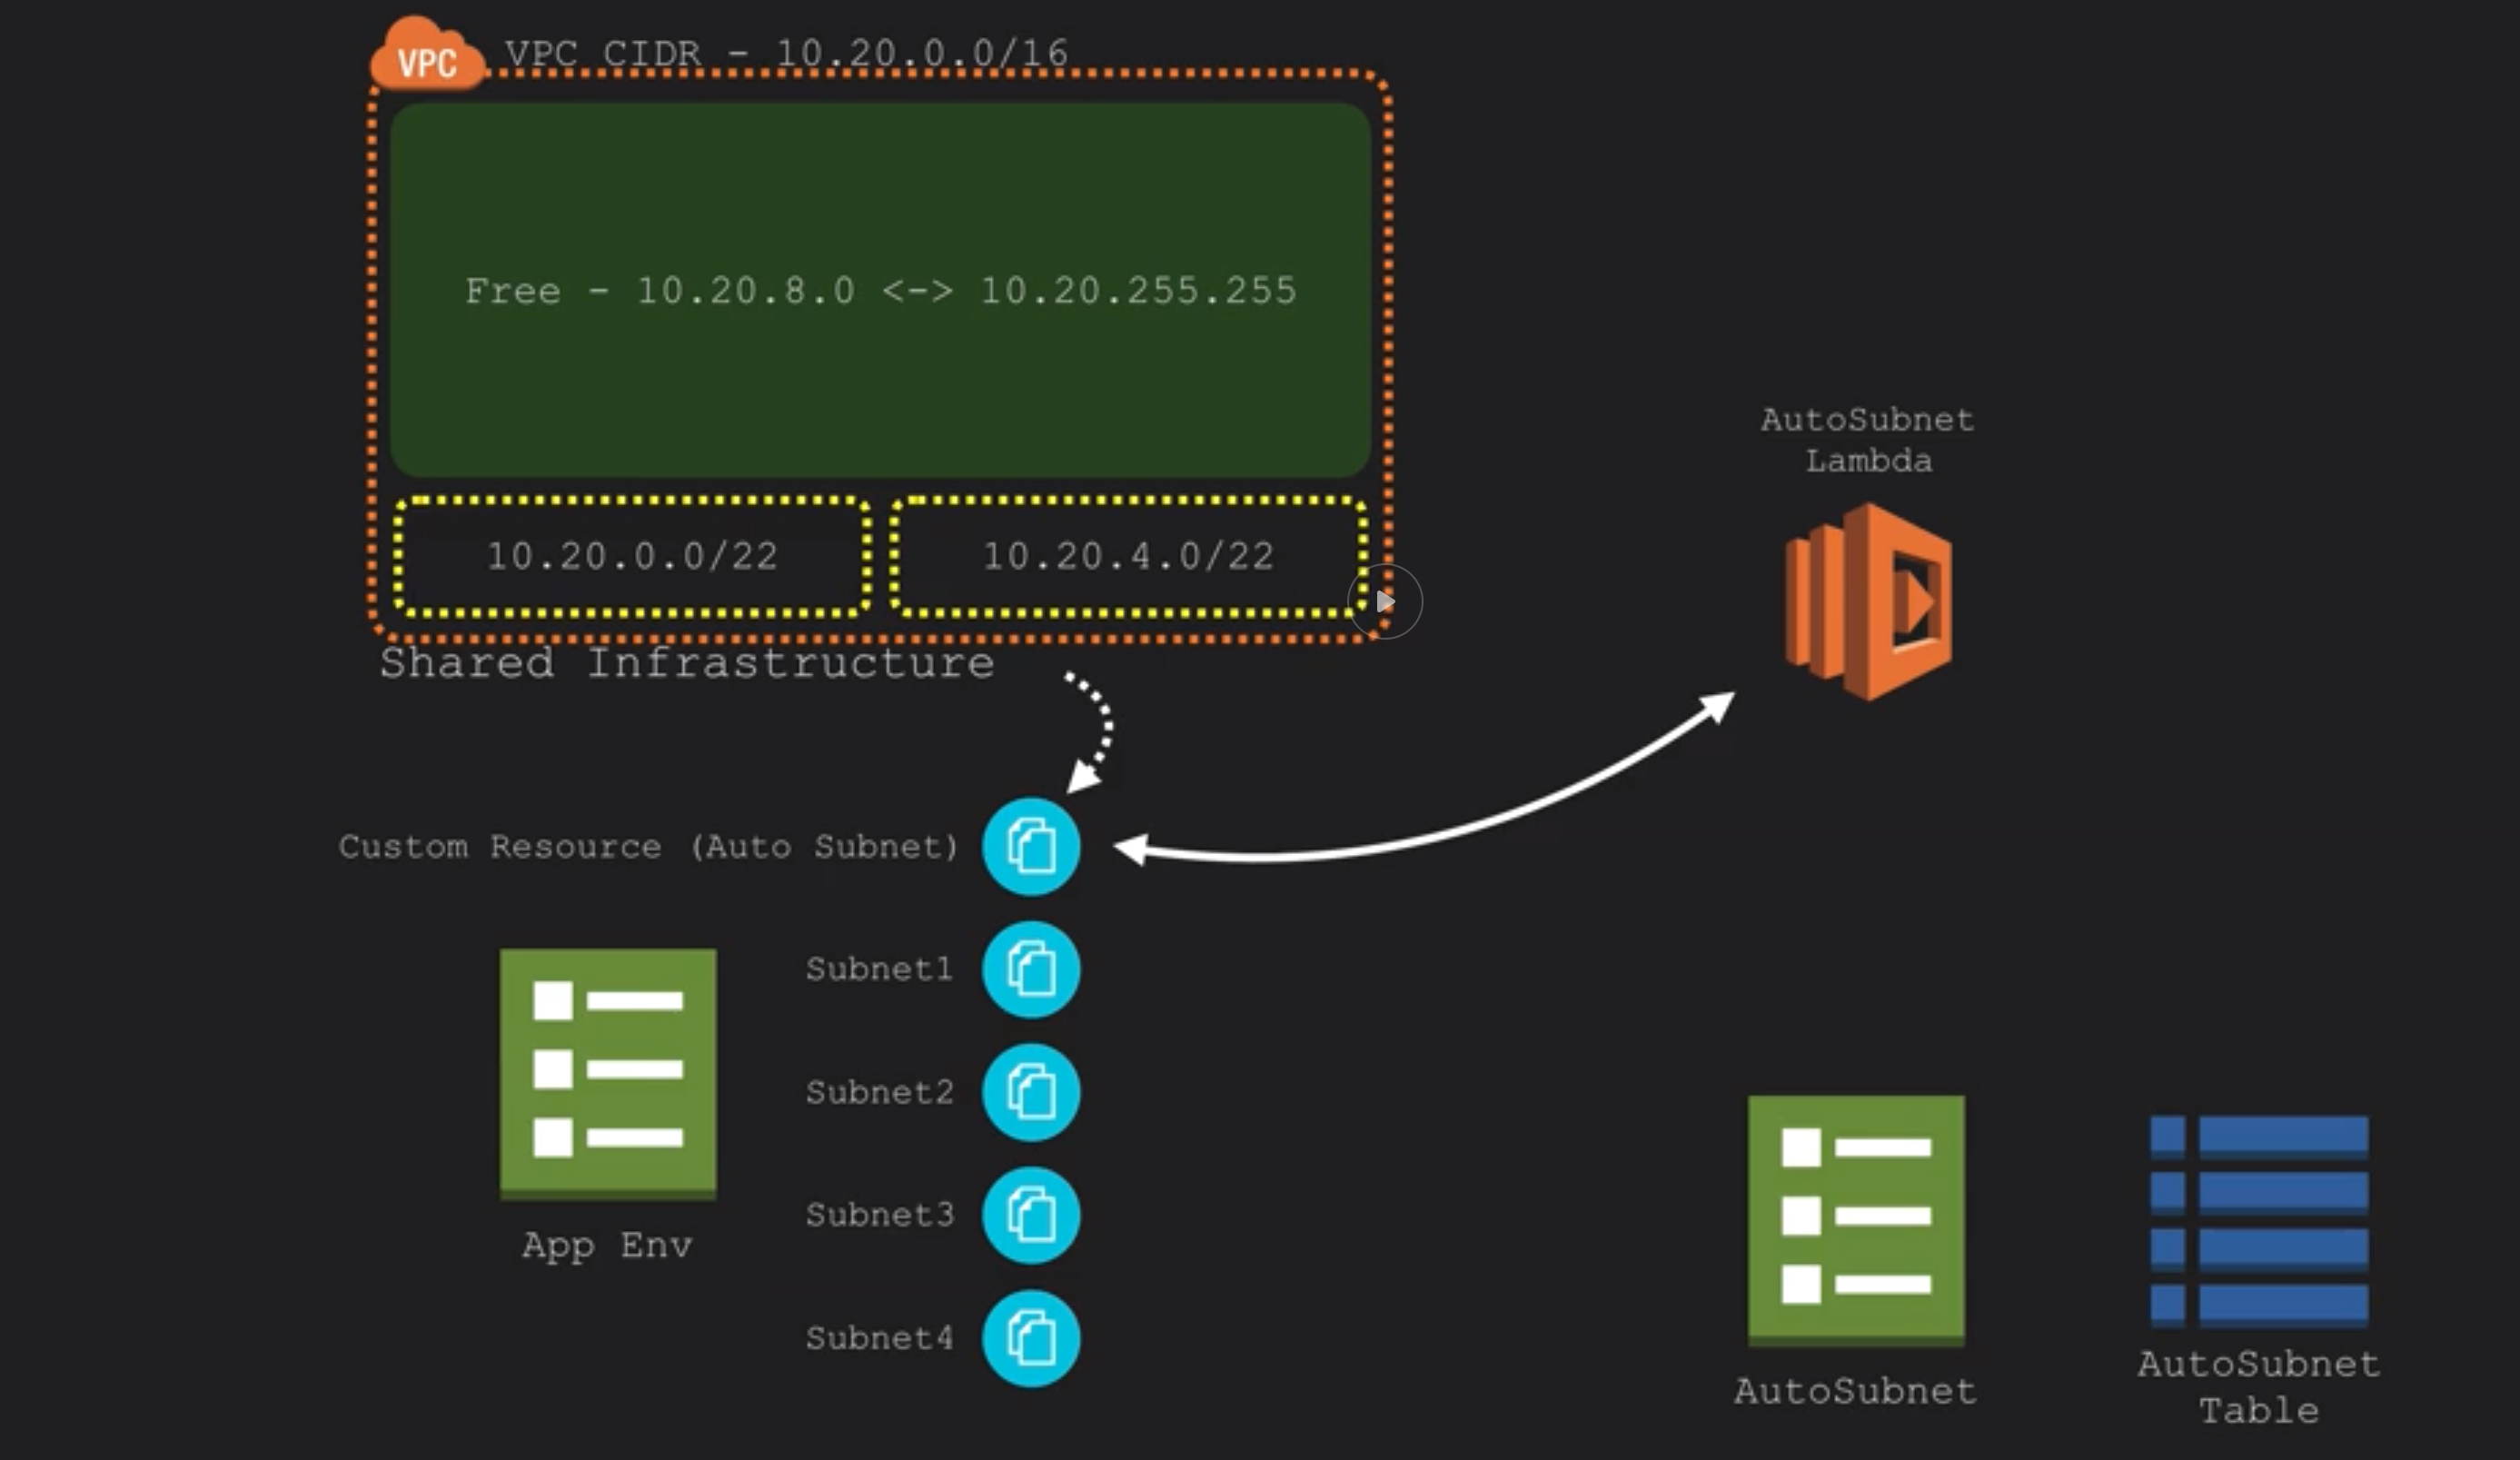 VPC
VPC CIDR - 10.20.0.0/16
Free - 10.20.8.0 <-> 10.20.255.255
10.20.0.0/22
10.20.4.0/22
Shared Infrastructure
AutoSubnet
Lambda
Custom Resource (Auto Subnet)
Subnet1
Subnet2
Subnet3
Subnet4
App Env
AutoSubnet
AutoSubnet
Table